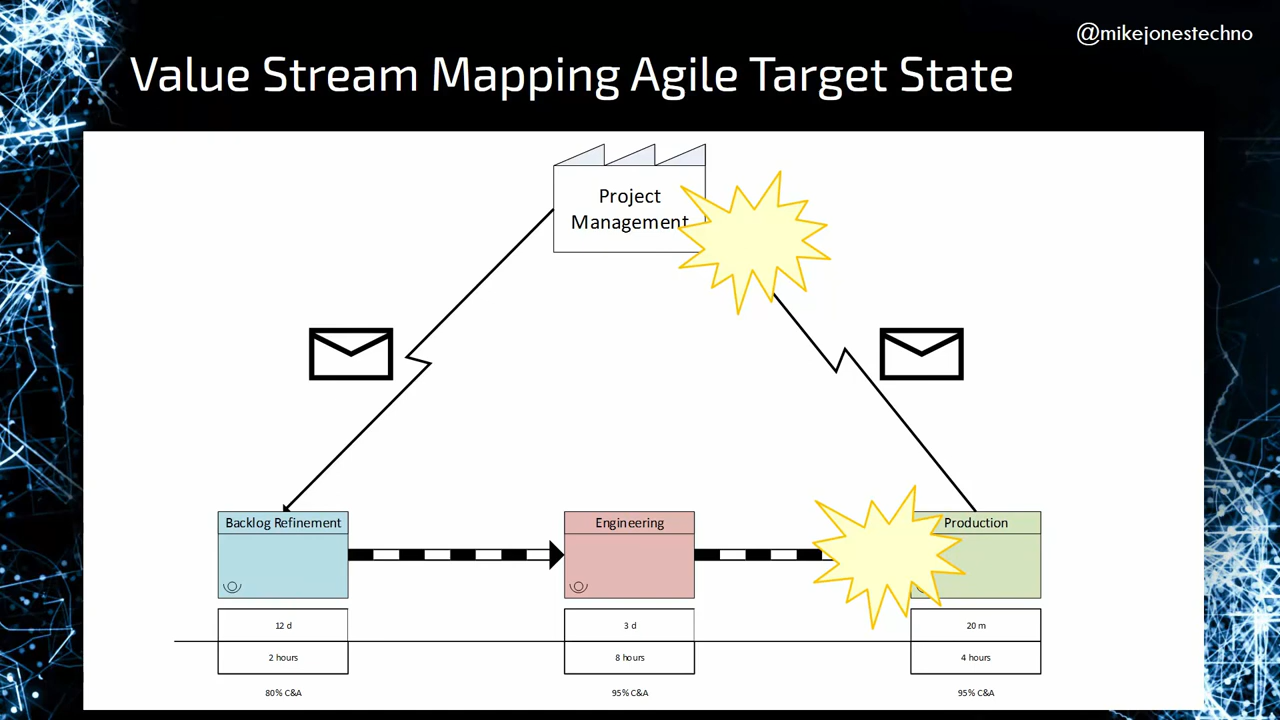 @mikejonestechno
Value Stream Mapping Agile Target State
Project
Management
Backlog Refinement
Engineering
Production
12 d
3 d
20 m
2 hours
8 hours
4 hours
80% C&A
95% C&A
95% C&A